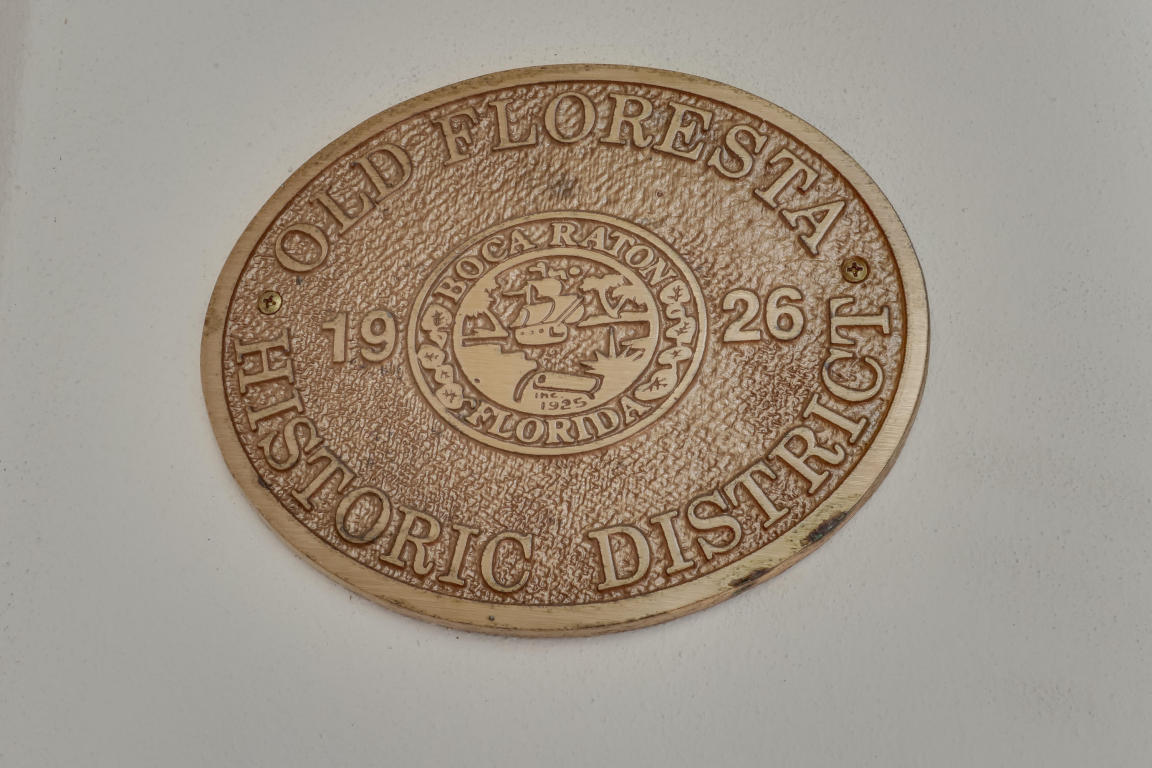 OLD FLORESTA
BOCA RATON
19 26
INC.
1925
FLORIDA
HISTORIC DISTRICT